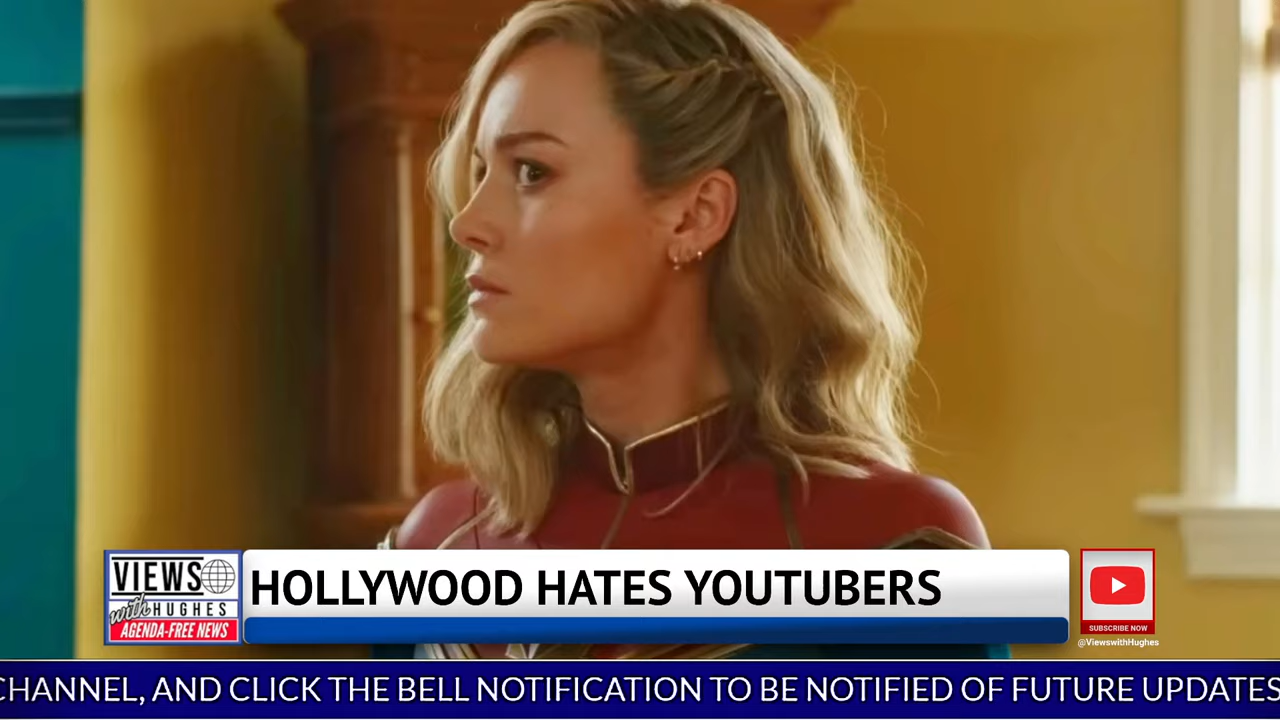 VIEWS
with HUGHES
AGENDA-FREE NEWS
HOLLYWOOD HATES YOUTUBERS
SUBSCRIBE NOW
@ViewswithHughes
CHANNEL, AND CLICK THE BELL NOTIFICATION TO BE NOTIFIED OF FUTURE UPDATES